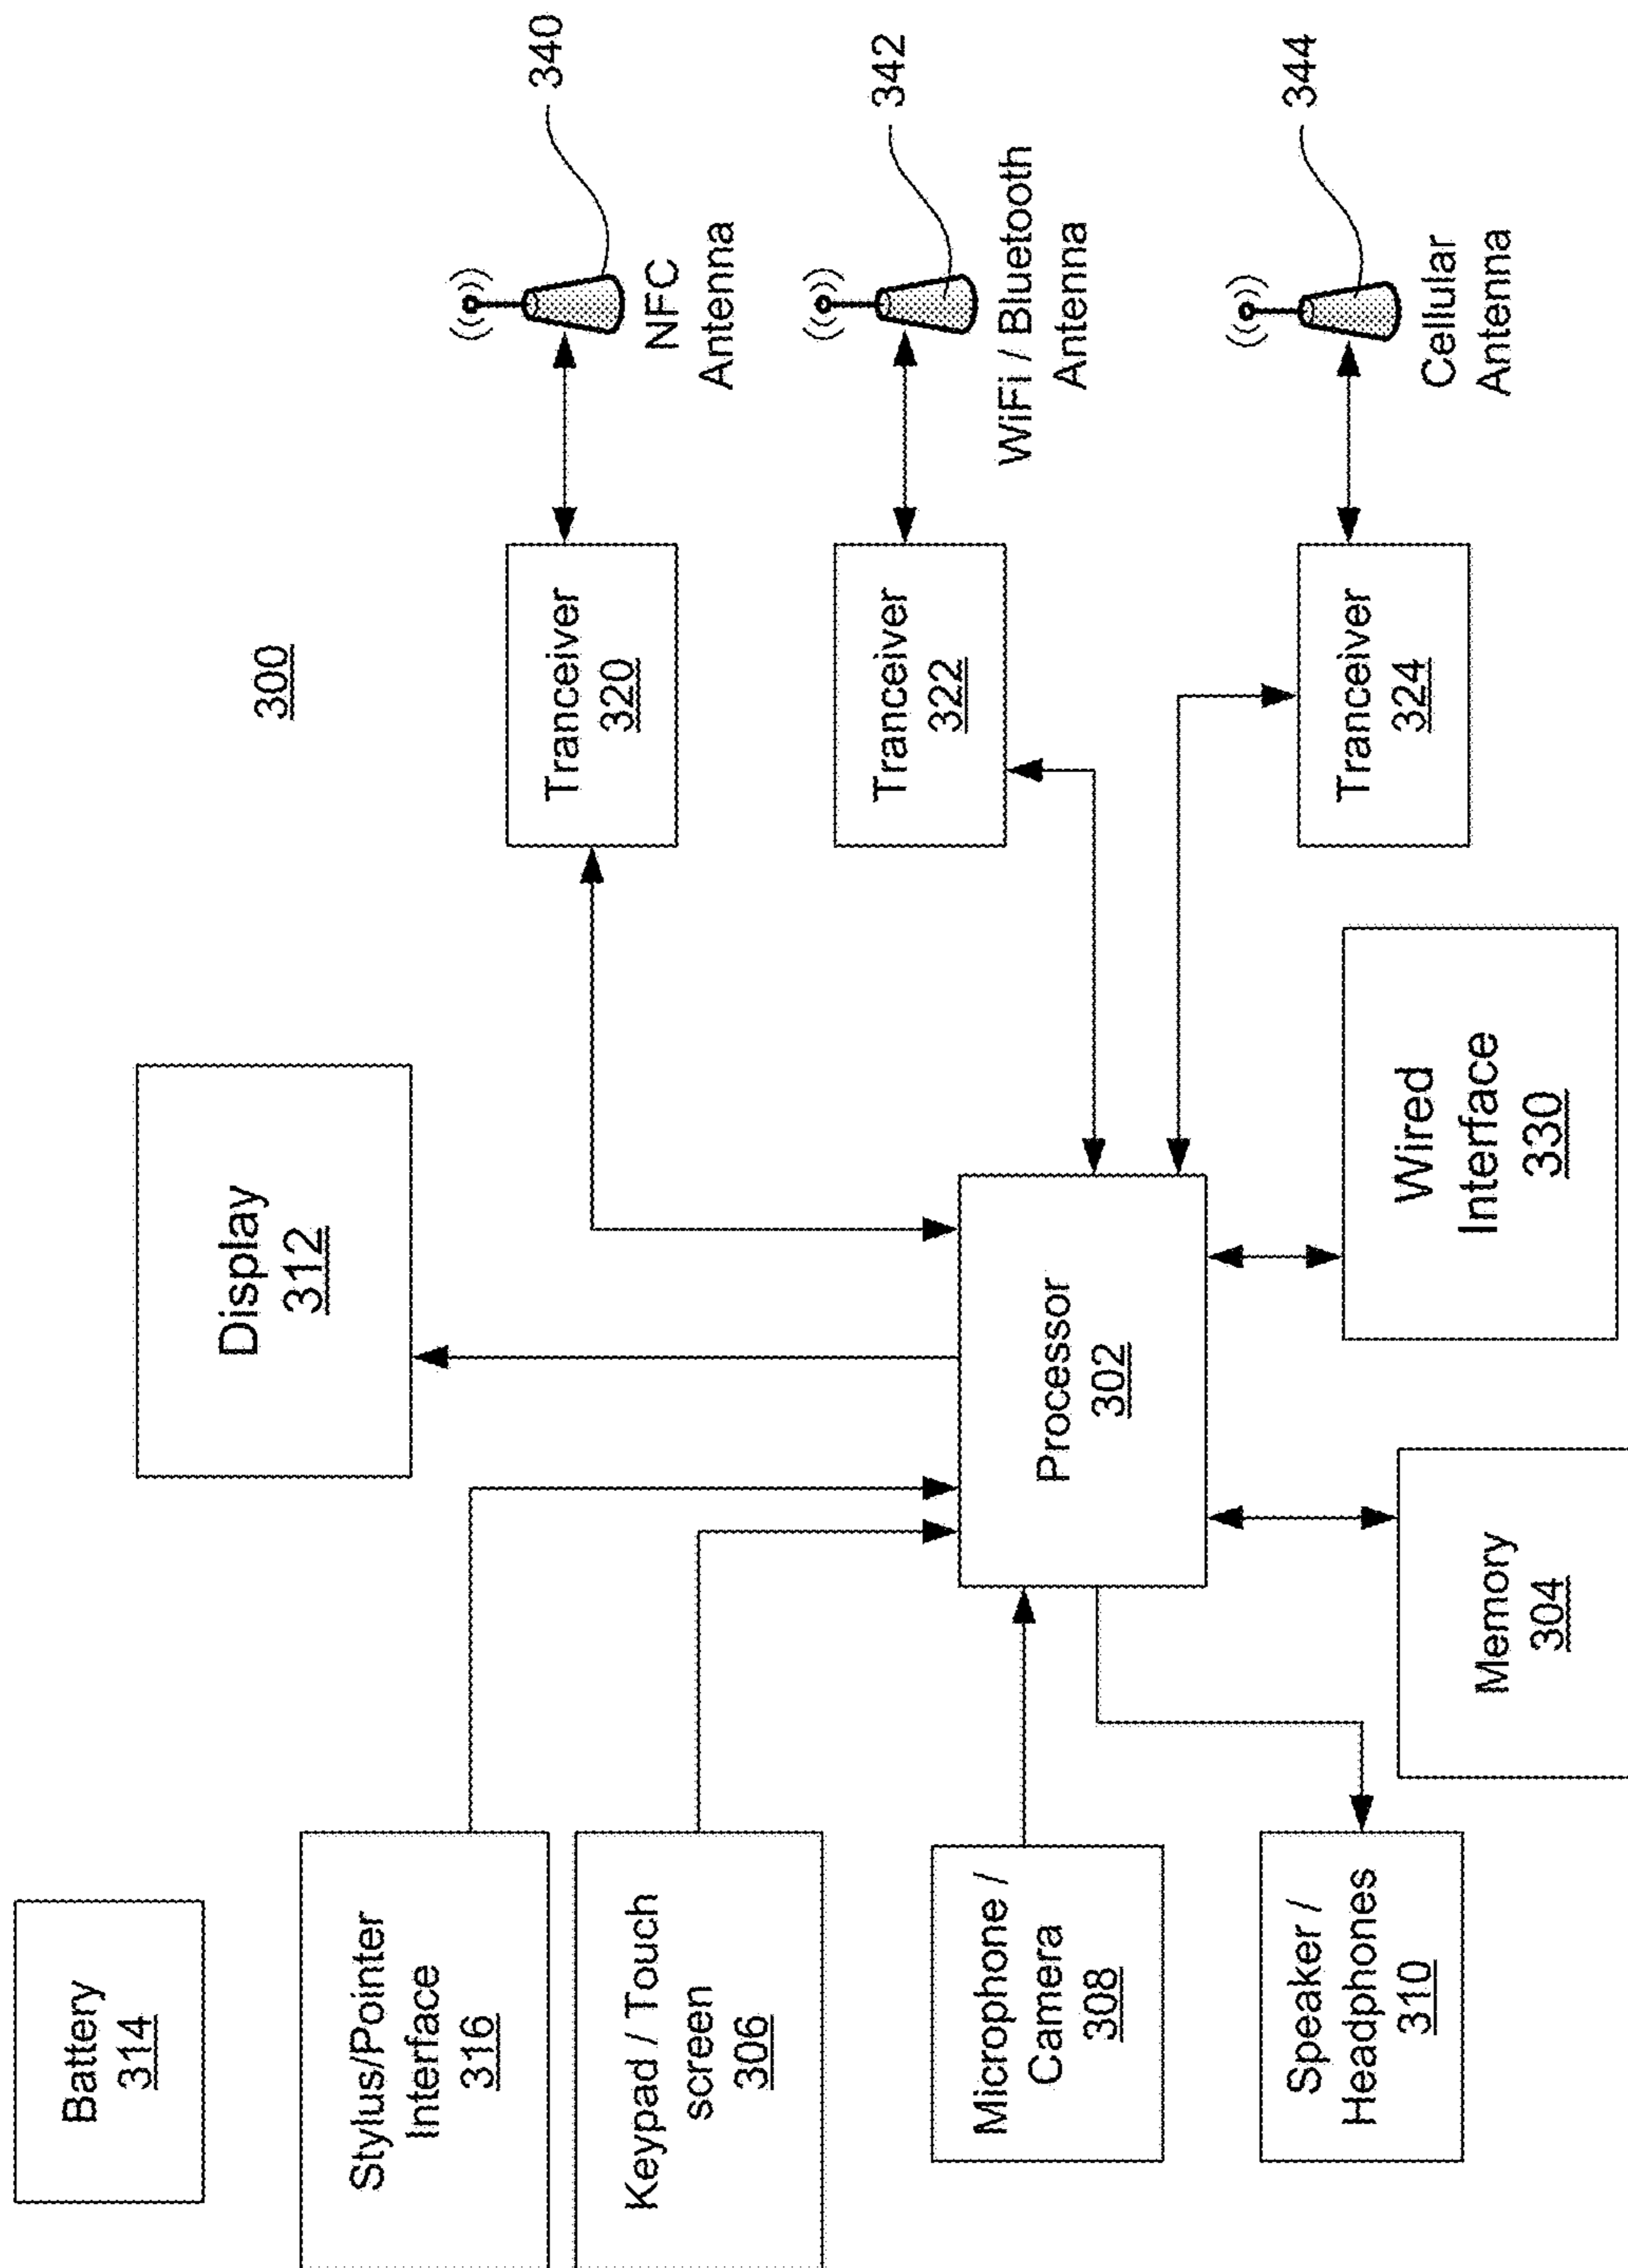 300
Battery
314
Stylus/Pointer
Interface
316
Keypad / Touch
screen
306
Microphone /
Camera
308
Speaker /
Headphones
310
Display
312
Processor
302
Memory
304
Wired
Interface
330
Tranceiver
320
Tranceiver
322
Tranceiver
324
340
NFC
Antenna
342
WiFi / Bluetooth
Antenna
344
Cellular
Antenna